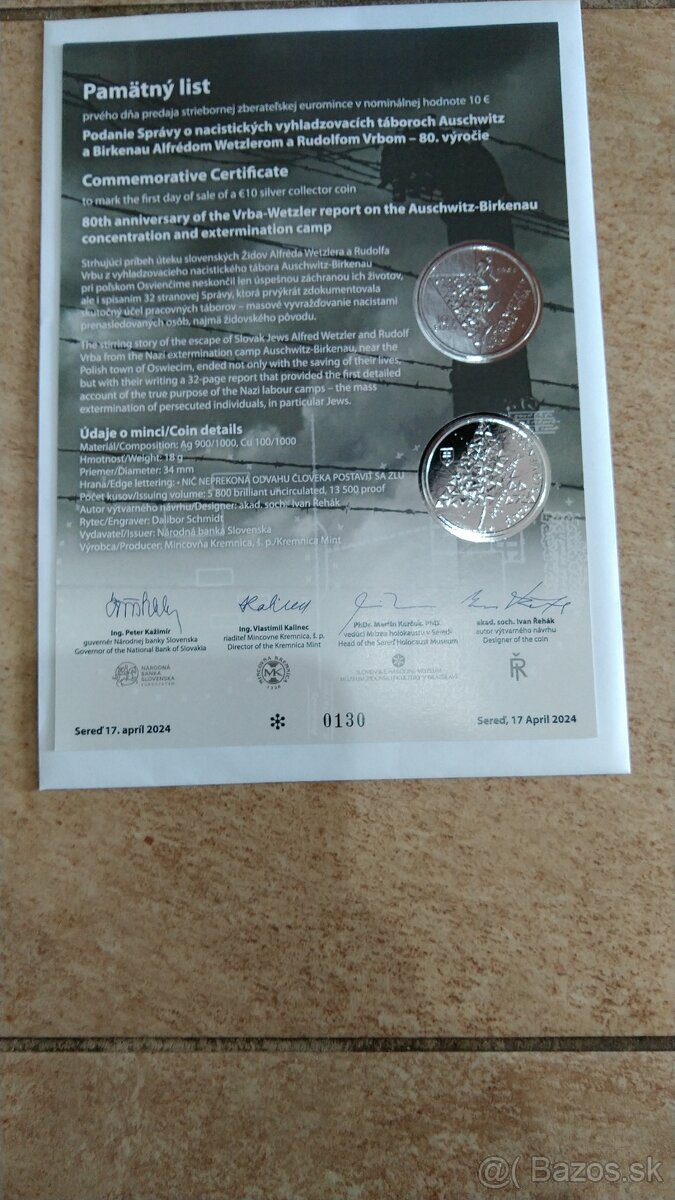 Pamätný list
prvého dňa predaja striebornej zberateľskej euromince v nominálnej hodnote 10 €
Podanie Správy o nacistických vyhladzovacích táboroch Auschwitz
a Birkenau Alfrédom Wetzlerom a Rudolfom Vrbom – 80. výročie
Commemorative Certificate
to mark the first day of sale of a €10 silver collector coin
80th anniversary of the Vrba-Wetzler report on the Auschwitz-Birkenau
concentration and extermination camp
Strhujúci príbeh úteku slovenských Židov Alfréda Wetzlera a Rudolfa
Vrbu z vyhladzovacieho nacistického tábora Auschwitz-Birkenau
pri poľskom Osvienčime neskončil len úspešnou záchranou ich životov,
ale i spísaním 32 stranovej Správy, ktorá prvýkrát zdokumentovala
skutočný účel pracovných táborov – masové vyvražďovanie nacistami
prenasledovaných osôb, najmä židovského pôvodu.
The stirring story of the escape of Slovak Jews Alfred Wetzler and Rudolf
Vrba from the Nazi extermination camp Auschwitz-Birkenau, near the
Polish town of Oswiecim, ended not only with the saving of their lives,
but with their writing a 32-page report that provided the first detailed
account of the true purpose of the Nazi labour camps – the mass
extermination of persecuted individuals, in particular Jews.
Údaje o minci/Coin details
Materiál/Composition: Ag 900/1000, Cu 100/1000
Hmotnosť/Weight: 18 g
Priemer/Diameter: 34 mm
Hrana/Edge lettering: • NIČ NEPREKONÁ ODVAHU ČLOVEKA POSTAVIŤ SA ZLU
Počet kusov/Issuing volume: 5 800 brilliant uncirculated, 13 500 proof
Autor výtvarného návrhu/Designer: akad. soch. Ivan Řehák
Rytec/Engraver: Dalibor Schmidt
Vydavateľ/Issuer: Národná banka Slovenska
Výrobca/Producer: Mincovňa Kremnica, š. p./Kremnica Mint
Ing. Peter Kažimír
guvernér Národnej banky Slovenska
Governor of the National Bank of Slovakia
Ing. Vlastimil Kalinec
riaditeľ Mincovne Kremnica, š. p.
Director of the Kremnica Mint
PhDr. Martin Korčok, PhD.
vedúci Múzea holokaustu v Seredi
Head of the Sereď Holocaust Museum
akad. soch. Ivan Řehák
autor výtvarného návrhu
Designer of the coin
NÁRODNÁ
BANKA
SLOVENSKA
EUROSYSTÉM
MINCOVŇA KREMNICA
MK
1328
Sereď 17. apríl 2024
0130
Sereď, 17 April 2024
@( Bazos.sk